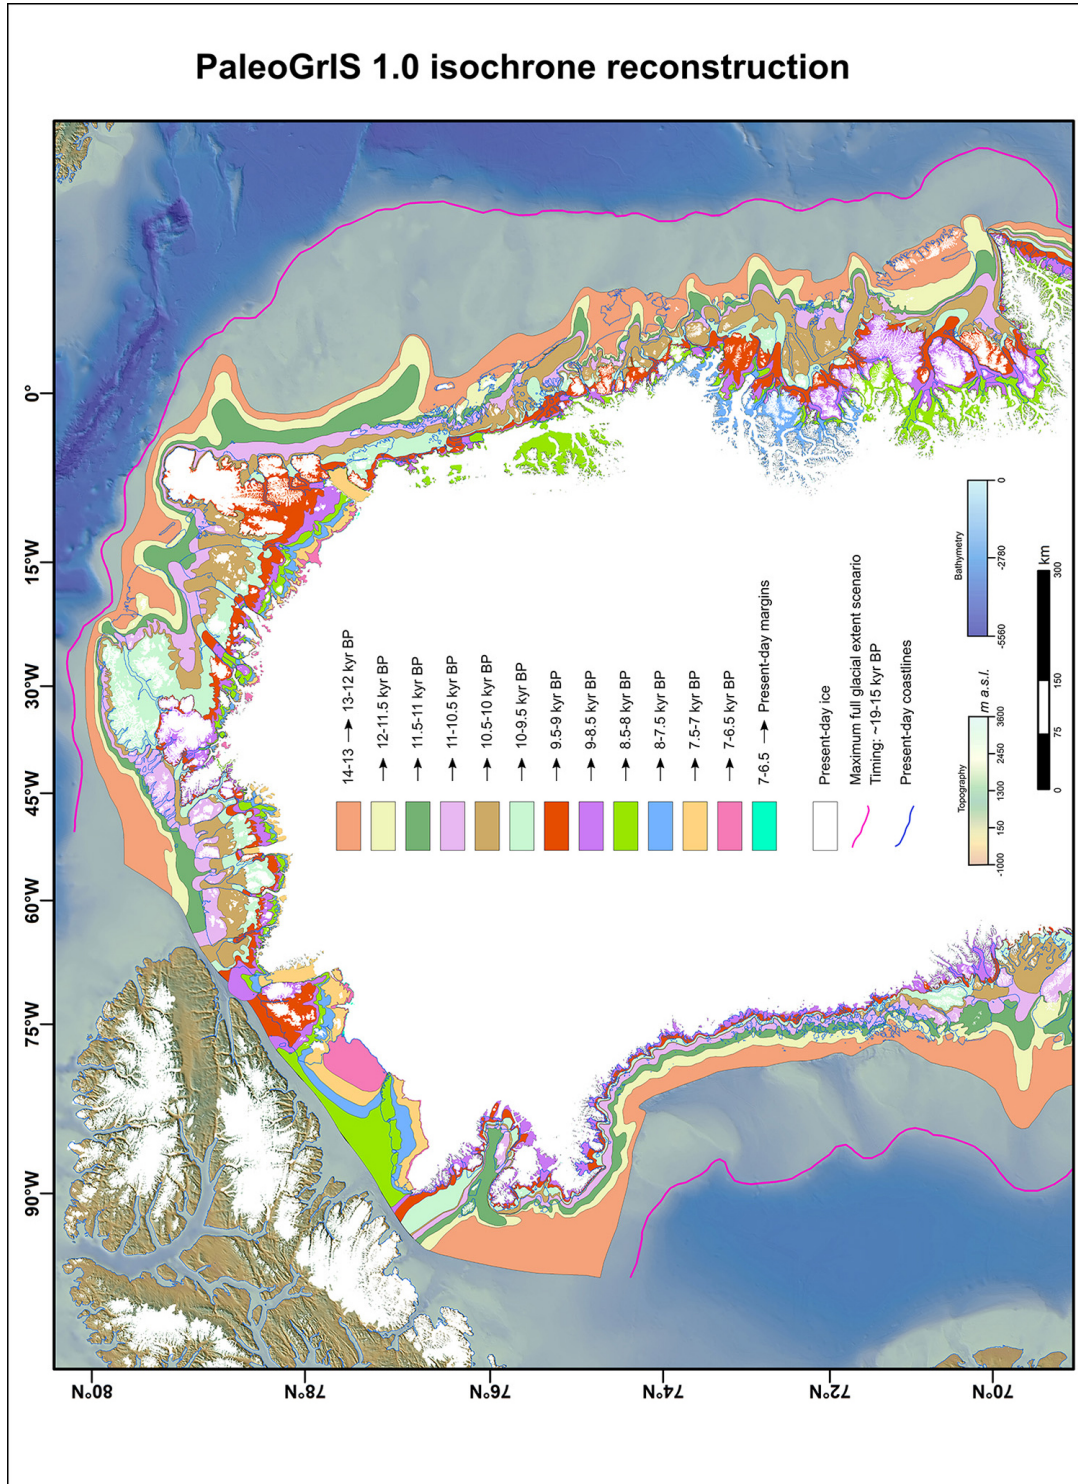 PaleoGrIS 1.0 isochrone reconstruction
0°
15°W
30°W
45°W
60°W
75°W
90°W
80°N
78°N
76°N
74°N
72°N
70°N
14-13 → 13-12 kyr BP
→ 12-11.5 kyr BP
→ 11.5-11 kyr BP
→ 11-10.5 kyr BP
→ 10.5-10 kyr BP
→ 10-9.5 kyr BP
→ 9.5-9 kyr BP
→ 9-8.5 kyr BP
→ 8.5-8 kyr BP
→ 8-7.5 kyr BP
→ 7.5-7 kyr BP
→ 7-6.5 kyr BP
7-6.5 → Present-day margins
Present-day ice
Maximum full glacial extent scenario
Timing: ~19-15 kyr BP
Present-day coastlines
Topography
m a.s.l.
-1000 150 1300 2450 3600
Bathymetry
-5560 -2780 0
0 75 150 300
km